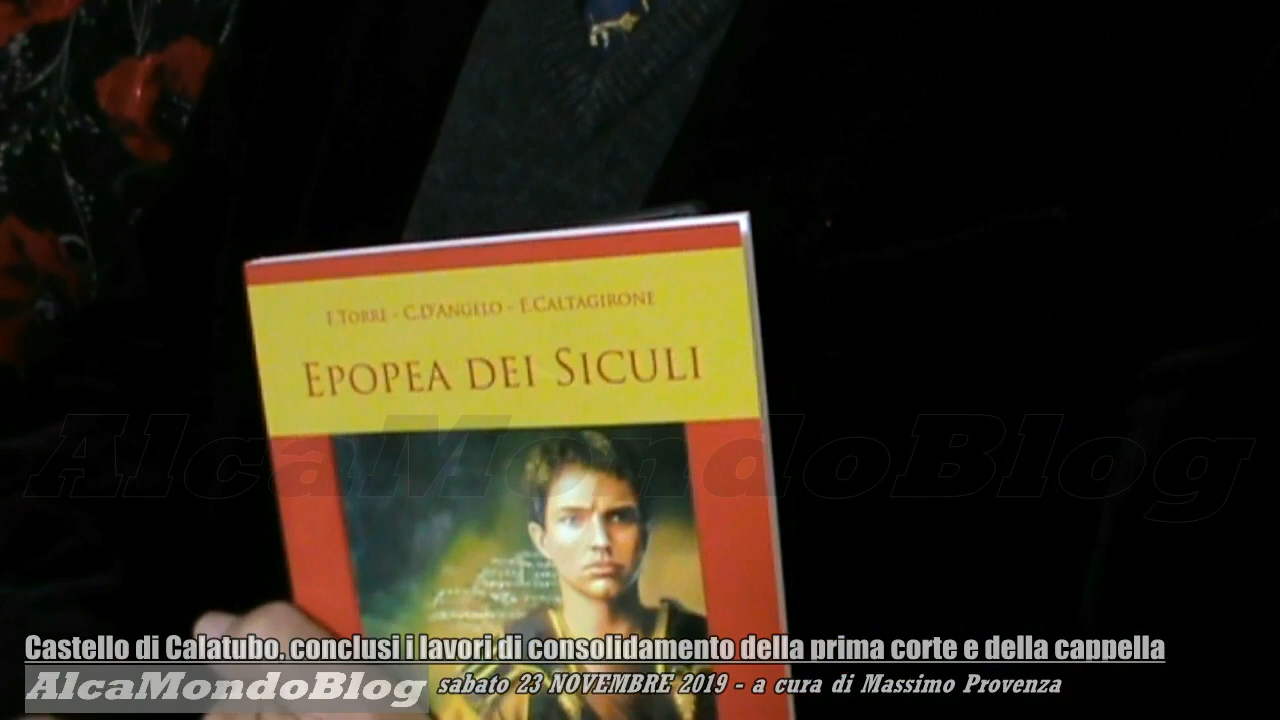 F.Torre - C.D'Angelo - E.Caltagirone
Epopea dei Siculi
AlcaMondoBlog
Castello di Calatubo, conclusi i lavori di consolidamento della prima corte e della cappella
AlcaMondoBlog sabato 23 NOVEMBRE 2019 - a cura di Massimo Provenza